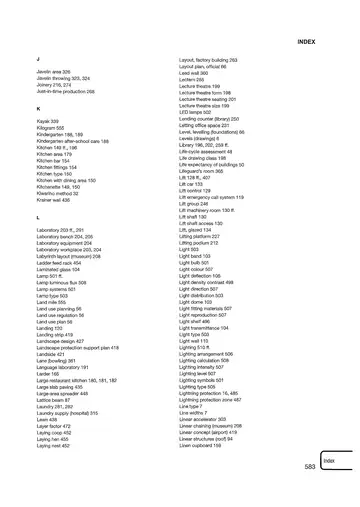 INDEX
J
Javelin area 326
Javelin throwing 323, 324
Joinery 216, 274
Just-in-time production 266
K
Kayak 339
Kilogram 555
Kindergarten 188, 189
Kindergarten after-school care 188
Kitchen 149 ff., 196
Kitchen area 179
Kitchen bar 154
Kitchen fittings 154
Kitchen type 150
Kitchen with dining area 150
Kitchenette 149, 150
Kiwanho method 32
Krainer wall 436
L
Laboratory 203 ff., 291
Laboratory bench 204, 205
Laboratory equipment 204
Laboratory workplace 203, 204
Labyrinth layout (museum) 208
Ladder feed rack 454
Laminated glass 104
Lamp 501 ff.
Lamp luminous flux 508
Lamp systems 501
Lamp type 503
Land mile 555
Land use planning 56
Land use regulation 56
Land use plan 56
Landing 120
Landing strip 419
Landscape design 427
Landscape protection support plan 418
Landside 421
Lane (bowling) 361
Language laboratory 191
Larder 165
Large-restaurant kitchen 180, 181, 182
Large slab paving 435
Large-area spreader 446
Lattice beam 87
Laundry 281, 282
Laundry supply (hospital) 315
Lawn 435
Layer factory 472
Laying coop 452
Laying hen 455
Laying nest 452
Layout, factory building 263
Layout plan, official 66
Lead wall 360
Lectern 255
Lecture theatre 199
Lecture theatre form 198
Lecture theatre seating 201
Lecture theatre size 199
LED lamps 502
Lending counter (library) 250
Letting office space 231
Level, levelling (foundations) 66
Levels (drawings) 6
Library 196, 202, 259 ff.
Life-cycle assessment 48
Life drawing class 198
Life expectancy of buildings 50
Lifeguard's room 365
Lift 128 ff., 407
Lift car 133
Lift control 129
Lift emergency call system 119
Lift group 246
Lift machinery room 130 ff.
Lift shaft 130
Lift shaft access 130
Lift, glazed 134
Lifting platform 227
Lifting podium 212
Light 503
Light band 103
Light bulb 501
Light colour 507
Light deflection 106
Light density contrast 498
Light direction 507
Light distribution 503
Light dome 103
Light fitting materials 507
Light reproduction 507
Light shelf 496
Light transmittance 104
Light type 503
Light wall 110
Lighting 510 ff.
Lighting arrangement 506
Lighting calculation 508
Lighting intensity 507
Lighting level 507
Lighting symbols 501
Lighting type 505
Lightning protection 16, 485
Lightning protection zone 487
Line type 7
Line widths 7
Linear accelerator 303
Linear chaining (museum) 208
Linear concept (airport) 419
Linear structures (roof) 94
Linen cupboard 158
583
Index